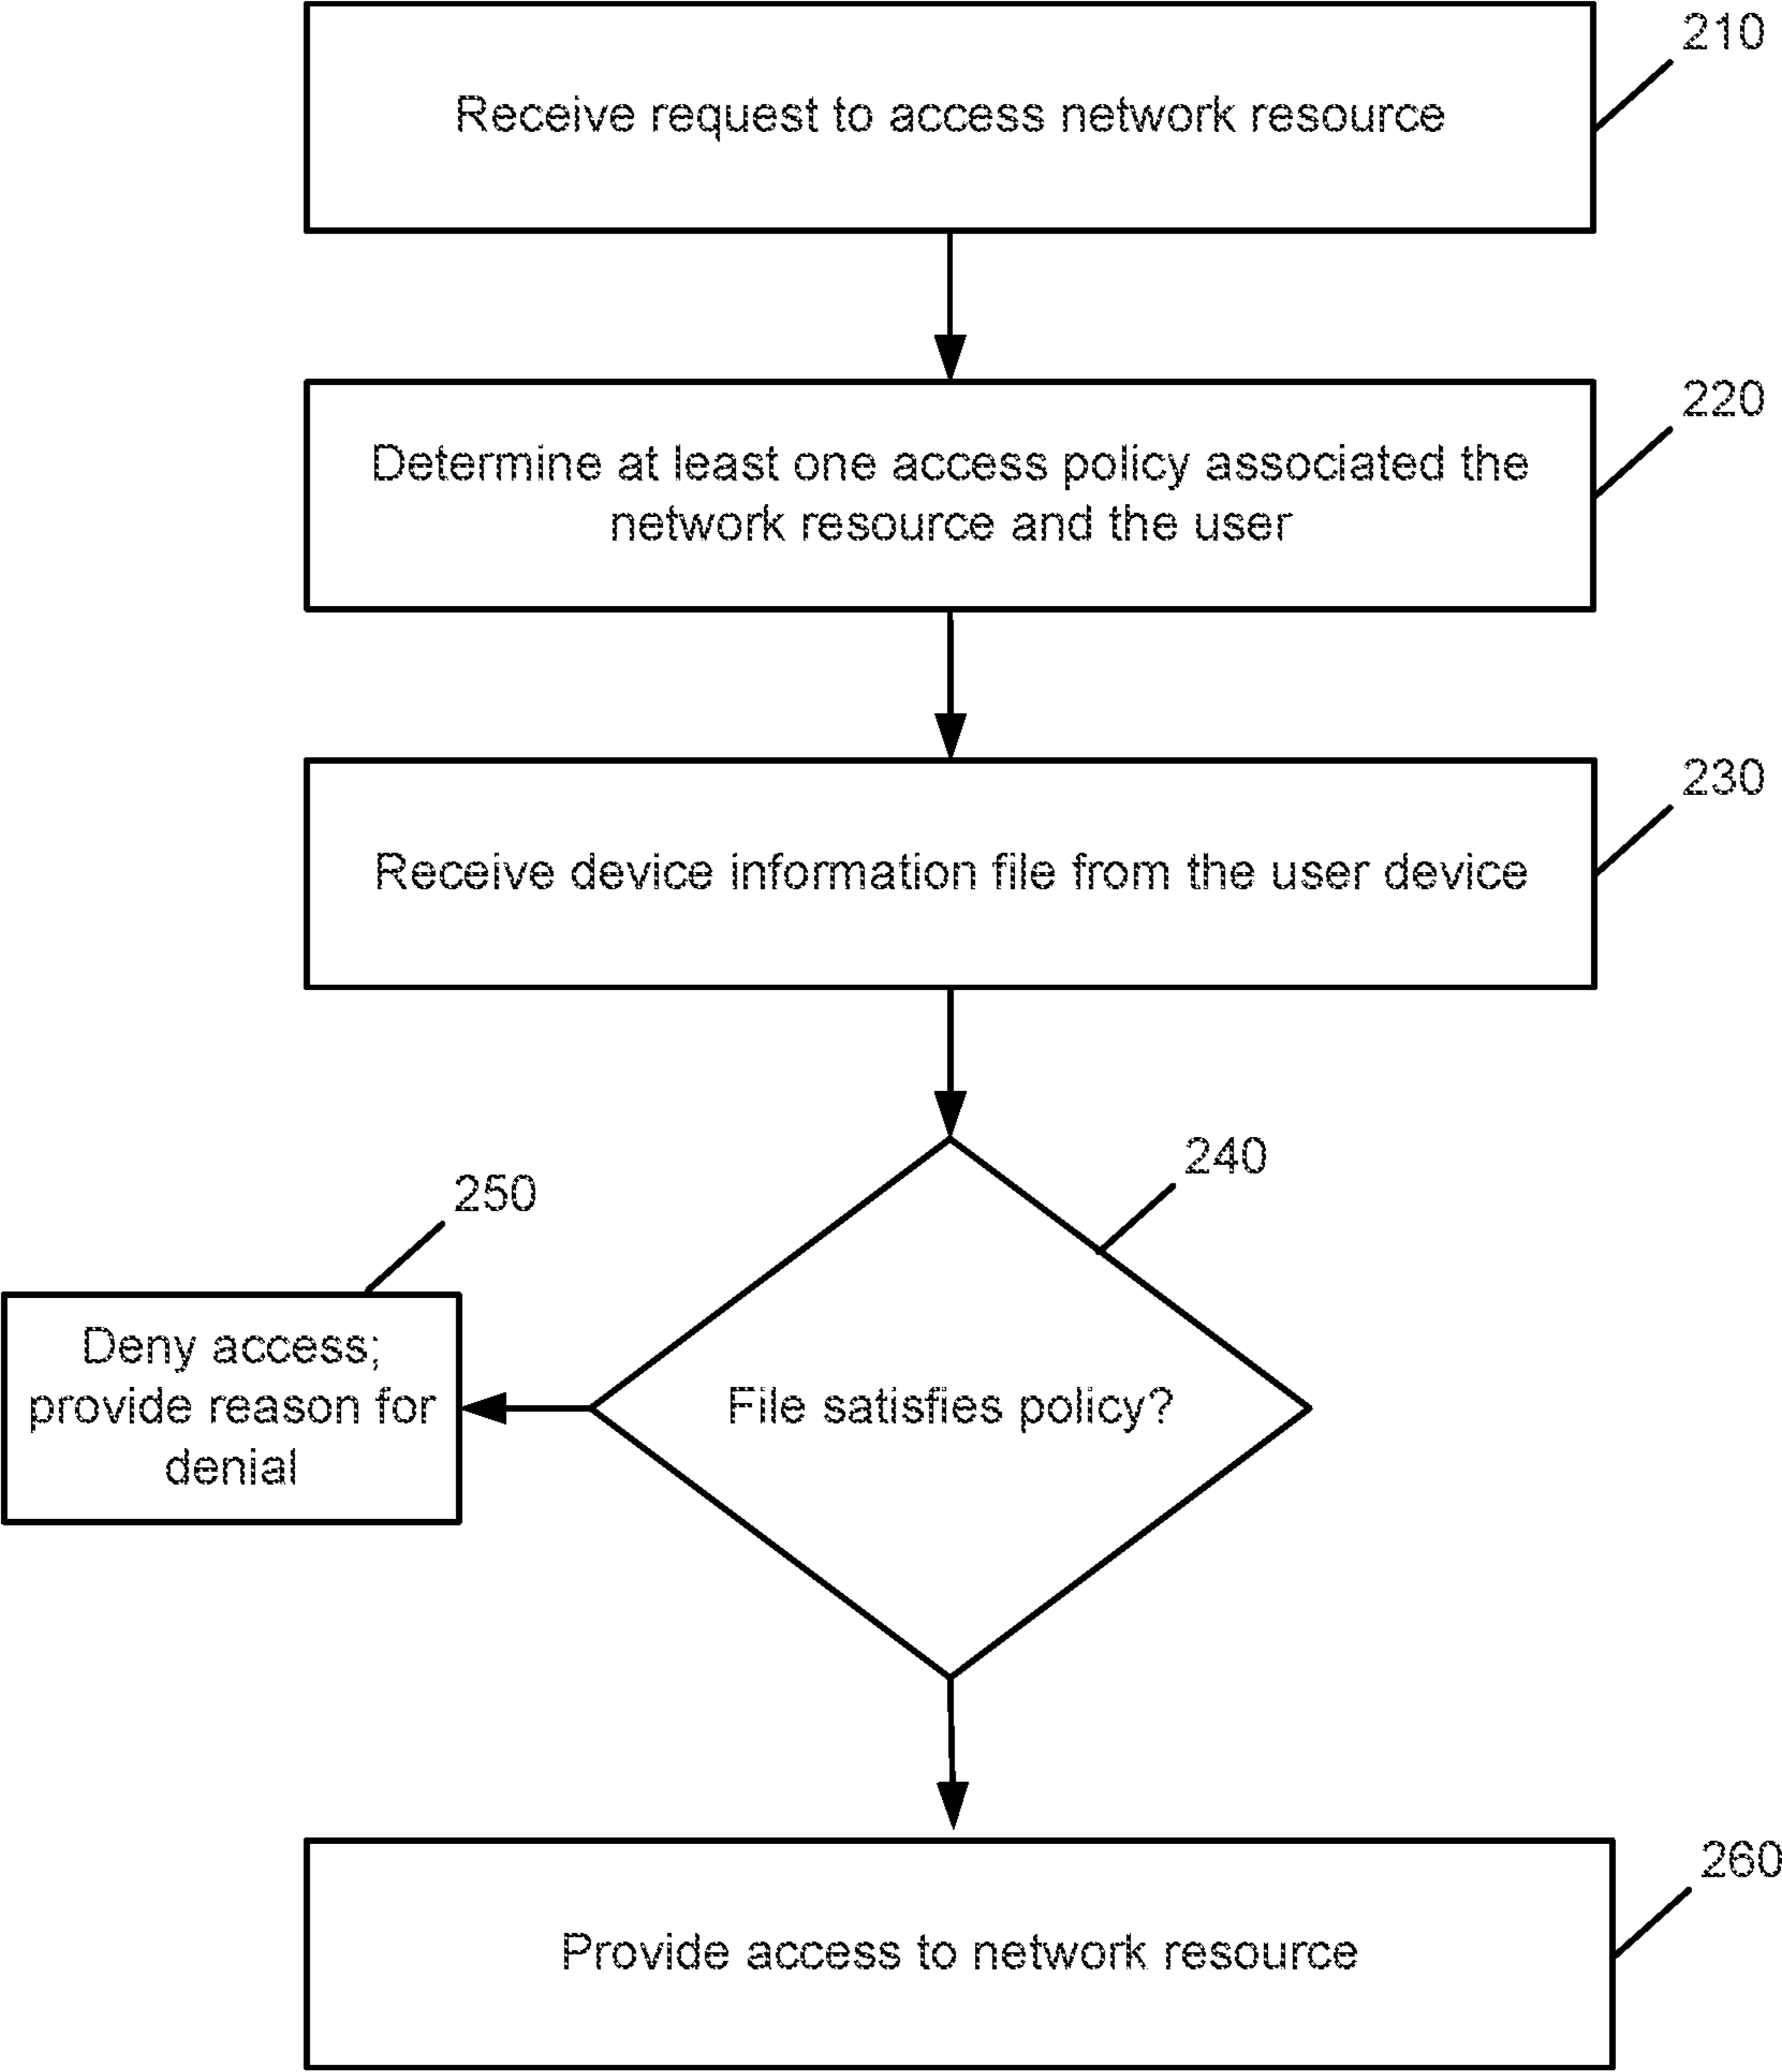 210
Receive request to access network resource
220
Determine at least one access policy associated the
network resource and the user
230
Receive device information file from the user device
240
250
Deny access;
provide reason for
denial
File satisfies policy?
260
Provide access to network resource